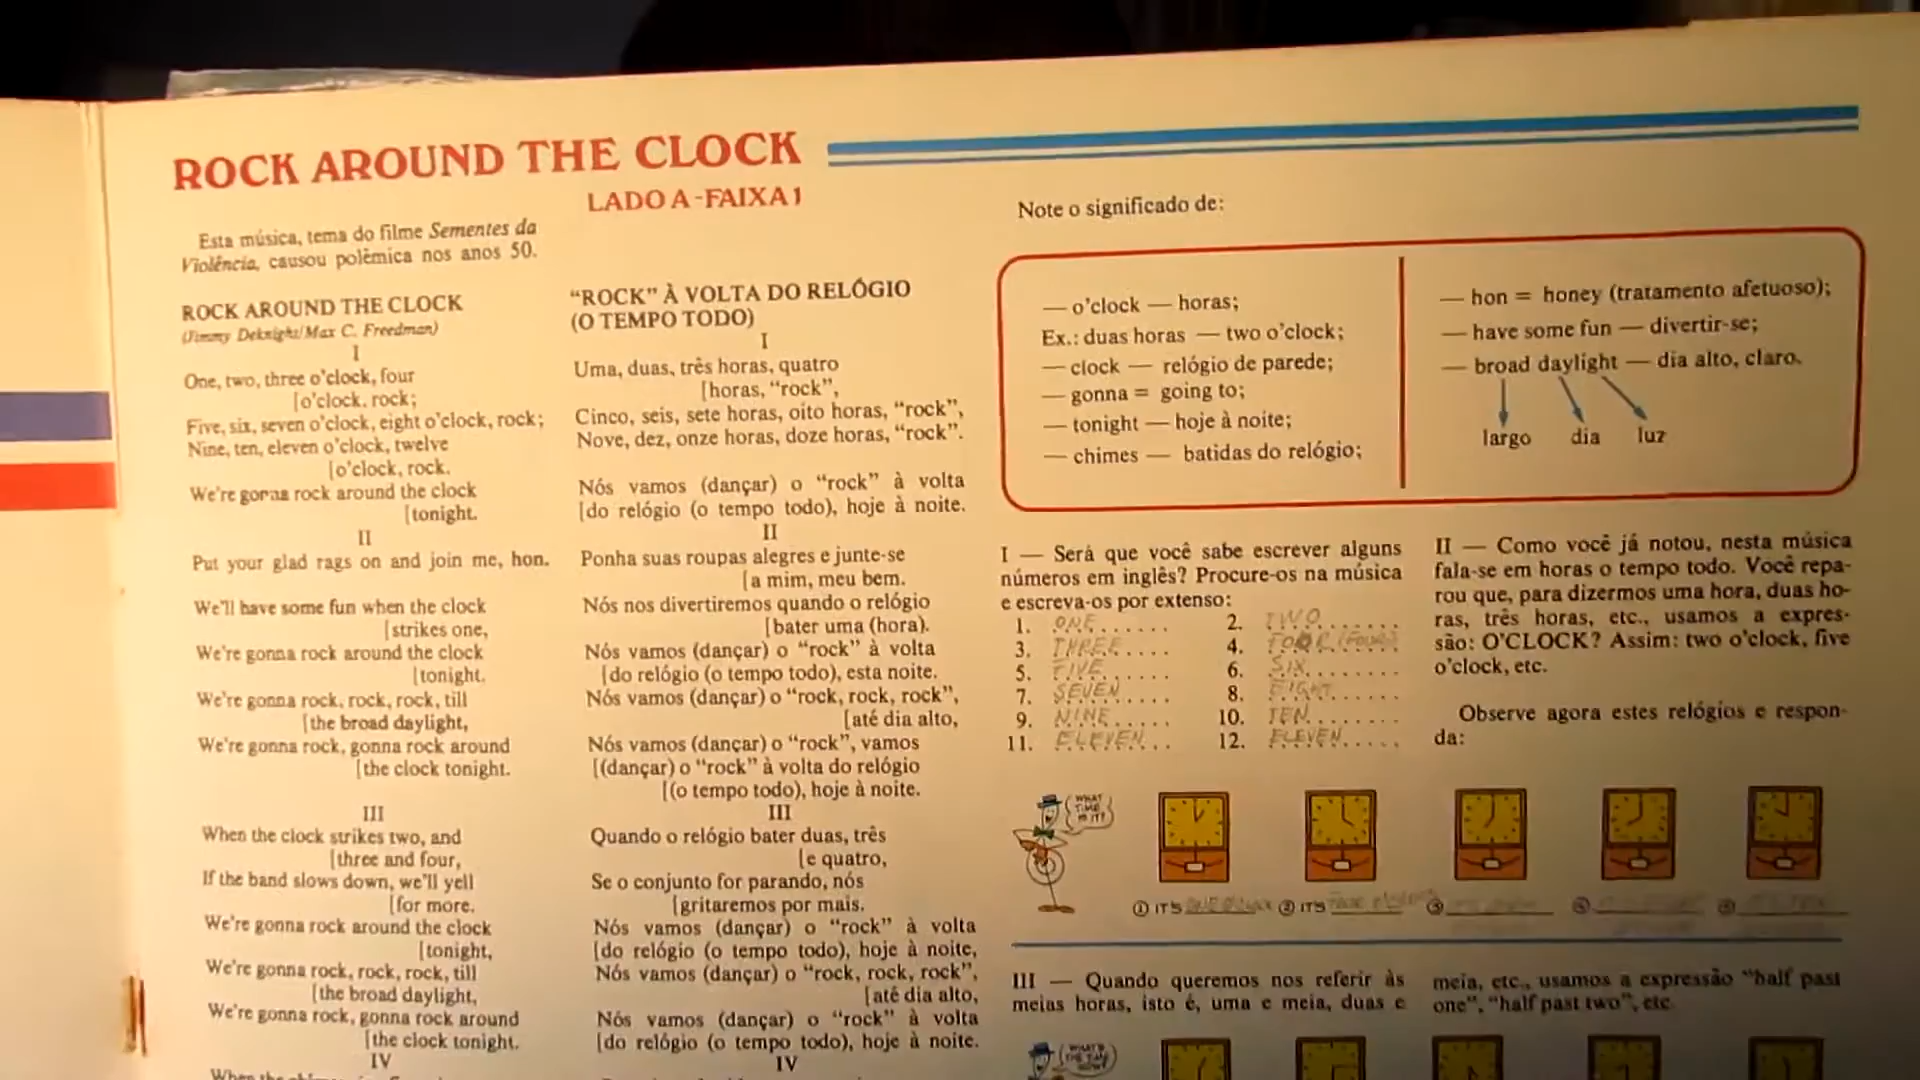 ROCK AROUND THE CLOCK
LADO A - FAIXA 1
Esta música, tema do filme Sementes da
Violência, causou polêmica nos anos 50.
ROCK AROUND THE CLOCK
(Jimmy Deknight/Max C. Freedman)
I
One, two, three o'clock, four
[o'clock, rock;
Five, six, seven o'clock, eight o'clock, rock;
Nine, ten, eleven o'clock, twelve
[o'clock, rock.
We're gonna rock around the clock
[tonight.
II
Put your glad rags on and join me, hon.
We'll have some fun when the clock
[strikes one,
We're gonna rock around the clock
[tonight.
We're gonna rock, rock, rock, till
[the broad daylight,
We're gonna rock, gonna rock around
[the clock tonight.
III
When the clock strikes two, and
[three and four,
If the band slows down, we'll yell
[for more.
We're gonna rock around the clock
[tonight,
We're gonna rock, rock, rock, till
[the broad daylight,
We're gonna rock, gonna rock around
[the clock tonight.
IV
"ROCK" À VOLTA DO RELÓGIO
(O TEMPO TODO)
I
Uma, duas, três horas, quatro
[horas, "rock",
Cinco, seis, sete horas, oito horas, "rock",
Nove, dez, onze horas, doze horas, "rock".
Nós vamos (dançar) o "rock" à volta
[do relógio (o tempo todo), hoje à noite.
II
Ponha suas roupas alegres e junte-se
[a mim, meu bem.
Nós nos divertiremos quando o relógio
[bater uma (hora).
Nós vamos (dançar) o "rock" à volta
[do relógio (o tempo todo), esta noite.
Nós vamos (dançar) o "rock, rock, rock",
[até dia alto,
Nós vamos (dançar) o "rock", vamos
[(dançar) o "rock" à volta do relógio
[(o tempo todo), hoje à noite.
III
Quando o relógio bater duas, três
[e quatro,
Se o conjunto for parando, nós
[gritaremos por mais.
Nós vamos (dançar) o "rock" à volta
[do relógio (o tempo todo), hoje à noite,
Nós vamos (dançar) o "rock, rock, rock",
[até dia alto,
Nós vamos (dançar) o "rock" à volta
[do relógio (o tempo todo), hoje à noite.
IV
Note o significado de:
— o'clock — horas;
Ex.: duas horas — two o'clock;
— clock — relógio de parede;
— gonna = going to;
— tonight — hoje à noite;
— chimes — batidas do relógio;
— hon = honey (tratamento afetuoso);
— have some fun — divertir-se;
— broad daylight — dia alto, claro.
largo dia luz
I — Será que você sabe escrever alguns
números em inglês? Procure-os na música
e escreva-os por extenso:
1. ONE 2. TWO
3. THREE 4. FOOR (FOUR)
5. FIVE 6. SIX
7. SEVEN 8. EIGHT
9. NINE 10. TEN
11. ELEVEN 12. ELEVEN
II — Como você já notou, nesta música
fala-se em horas o tempo todo. Você repa-
rou que, para dizermos uma hora, duas ho-
ras, três horas, etc., usamos a expres-
são: O'CLOCK? Assim: two o'clock, five
o'clock, etc.
Observe agora estes relógios e respon-
da:
WHAT
TIME
IS IT?
① IT'S ONE O'CLOCK ② IT'S ③
III — Quando queremos nos referir às
meias horas, isto é, uma e meia, duas e
meia, etc., usamos a expressão "half past
one", "half past two", etc.
WHAT'S
THE TIME
NOW?